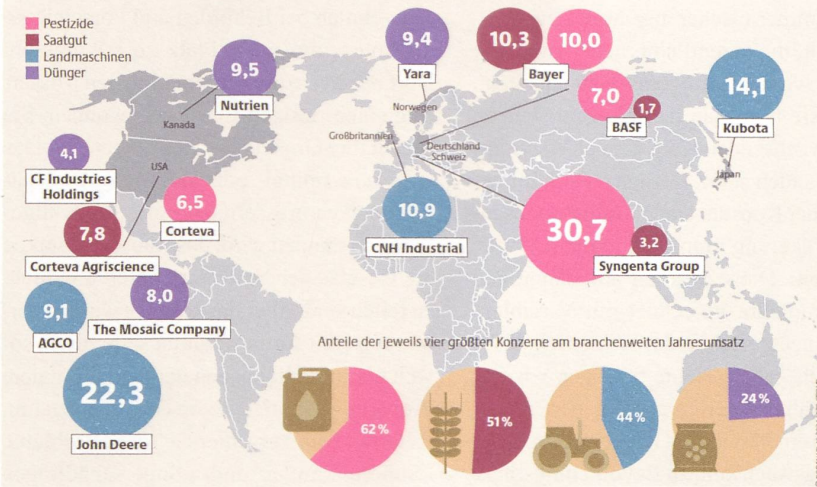 Pestizide
Saatgut
Landmaschinen
Dünger
9,5
Nutrien
Kanada
9,4
Yara
Norwegen
10,3
10,0
Bayer
7,0
1,7
BASF
14,1
Kubota
Japan
Großbritannien
Deutschland
Schweiz
4,1
CF Industries
Holdings
USA
6,5
Corteva
7,8
Corteva Agriscience
10,9
CNH Industrial
30,7
3,2
Syngenta Group
9,1
AGCO
8,0
The Mosaic Company
22,3
John Deere
Anteile der jeweils vier größten Konzerne am branchenweiten Jahresumsatz
62 %
51 %
44 %
24 %